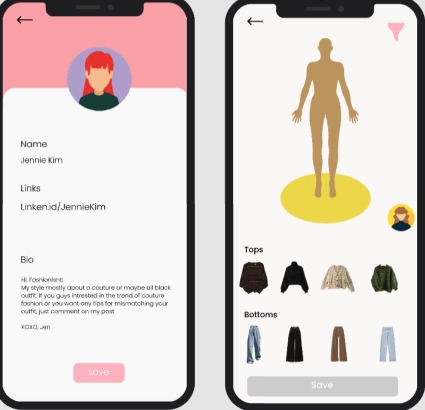 Name
Jennie Kim
Links
Linken.id/JennieKim
Bio
Hi, Fashionisnt!
My style mostly about a couture or maybe all black
outfit. If you guys intrested in the trend of couture
fashion or you want any tips for mismatching your
outfit, just comment on my post
XOXO, Jen
save
Tops
Bottoms
Save